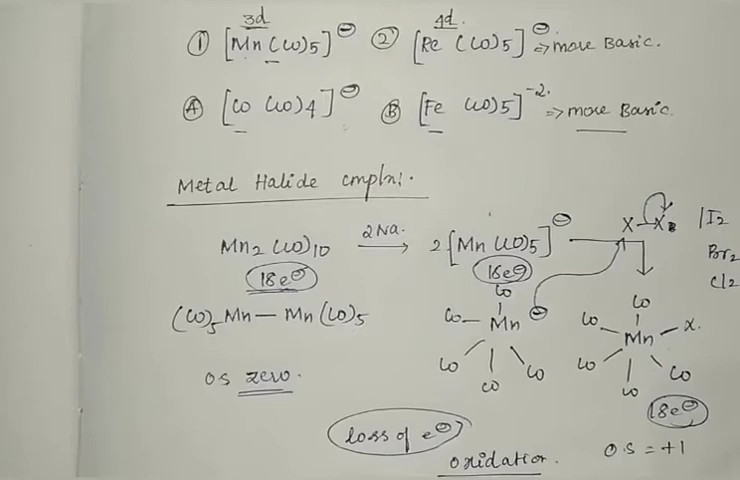 3d 4d.
① [Mn (CO)5]⊖ ② [Re (CO)5]⊖ ⇒ more Basic.
Ⓐ [Co (CO)4]⊖ Ⓑ [Fe (CO)5]-2. ⇒ more Basic.
Metal Halide cmplx:.
Mn2 (CO)10 2Na. → 2 [Mn (CO)5]⊖ X-X / I2
Br2
Cl2
18e⊖ 18e⊖
(CO)5 Mn — Mn (CO)5
CO CO
CO Mn ⊖ CO Mn X.
CO CO CO CO CO CO
OS zero. 18e⊖
loss of e⊖ O.S = +1
oxidation.